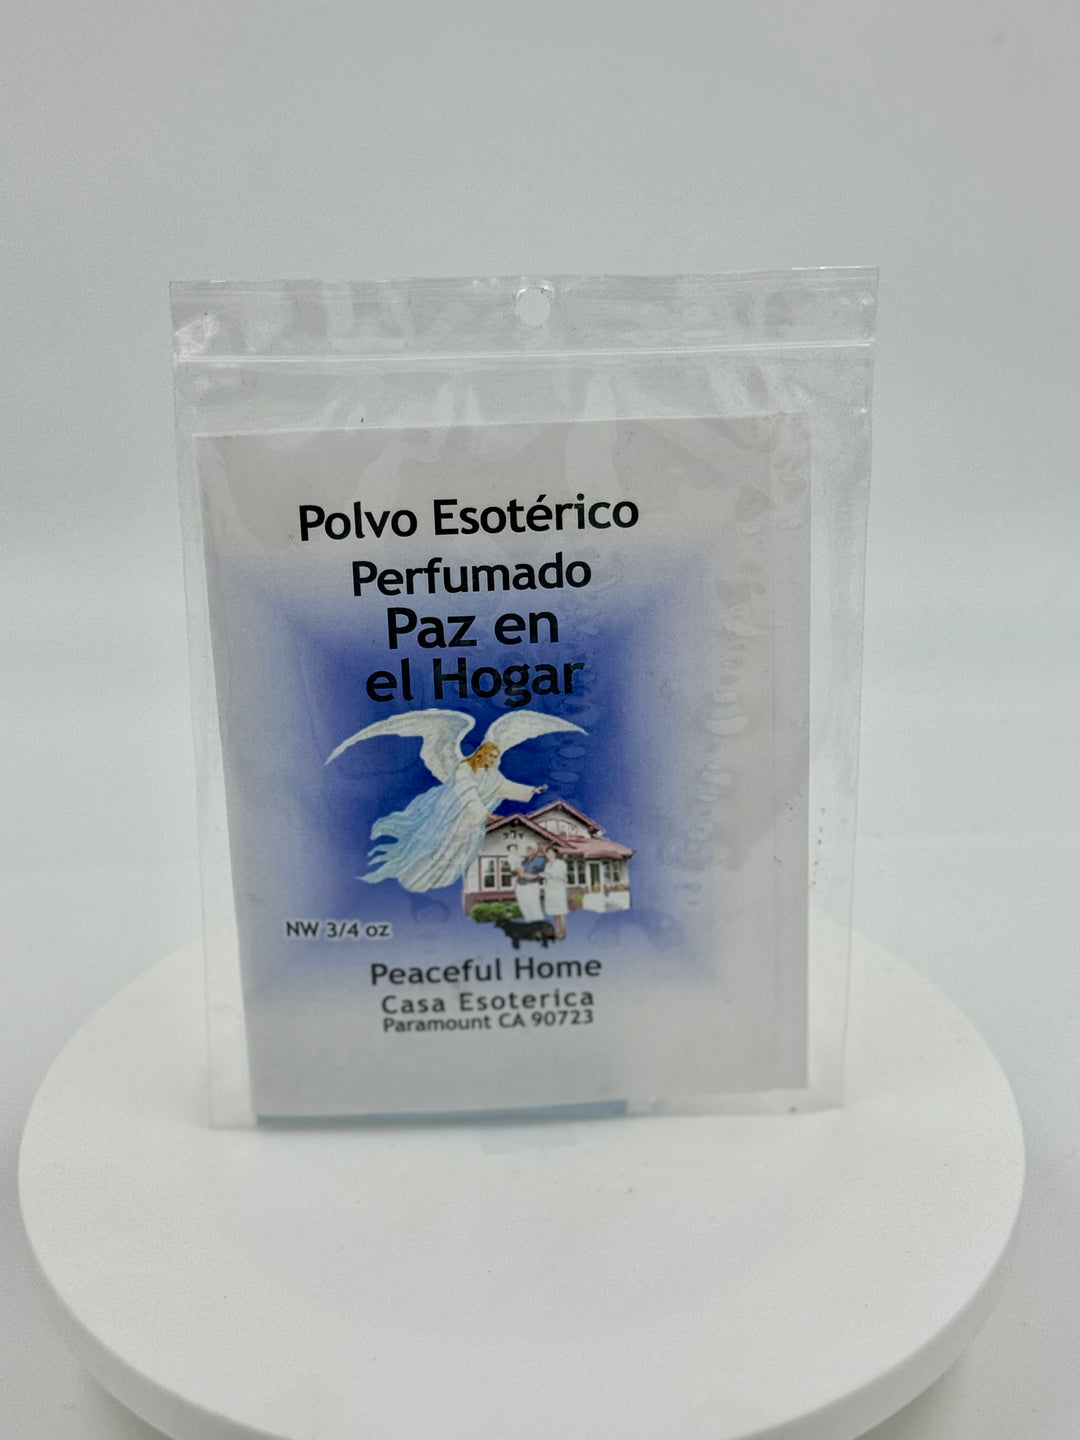 Polvo Esotérico
Perfumado
Paz en
el Hogar
NW 3/4 oz
Peaceful Home
Casa Esoterica
Paramount CA 90723